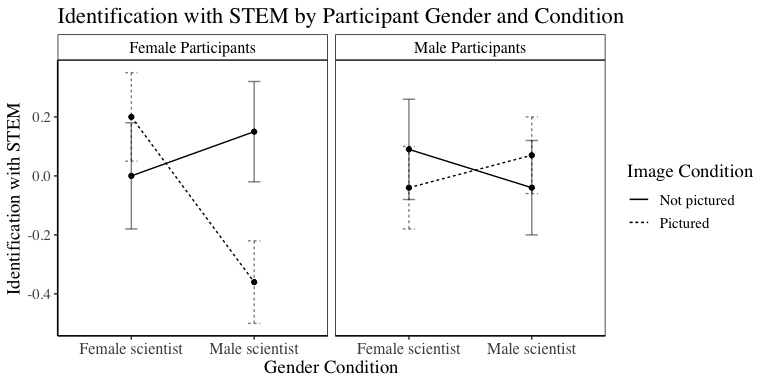 Identification with STEM by Participant Gender and Condition
Female Participants
Male Participants
Identification with STEM
0.2
0.0
-0.2
-0.4
Female scientist
Male scientist
Female scientist
Male scientist
Gender Condition
Image Condition
Not pictured
Pictured